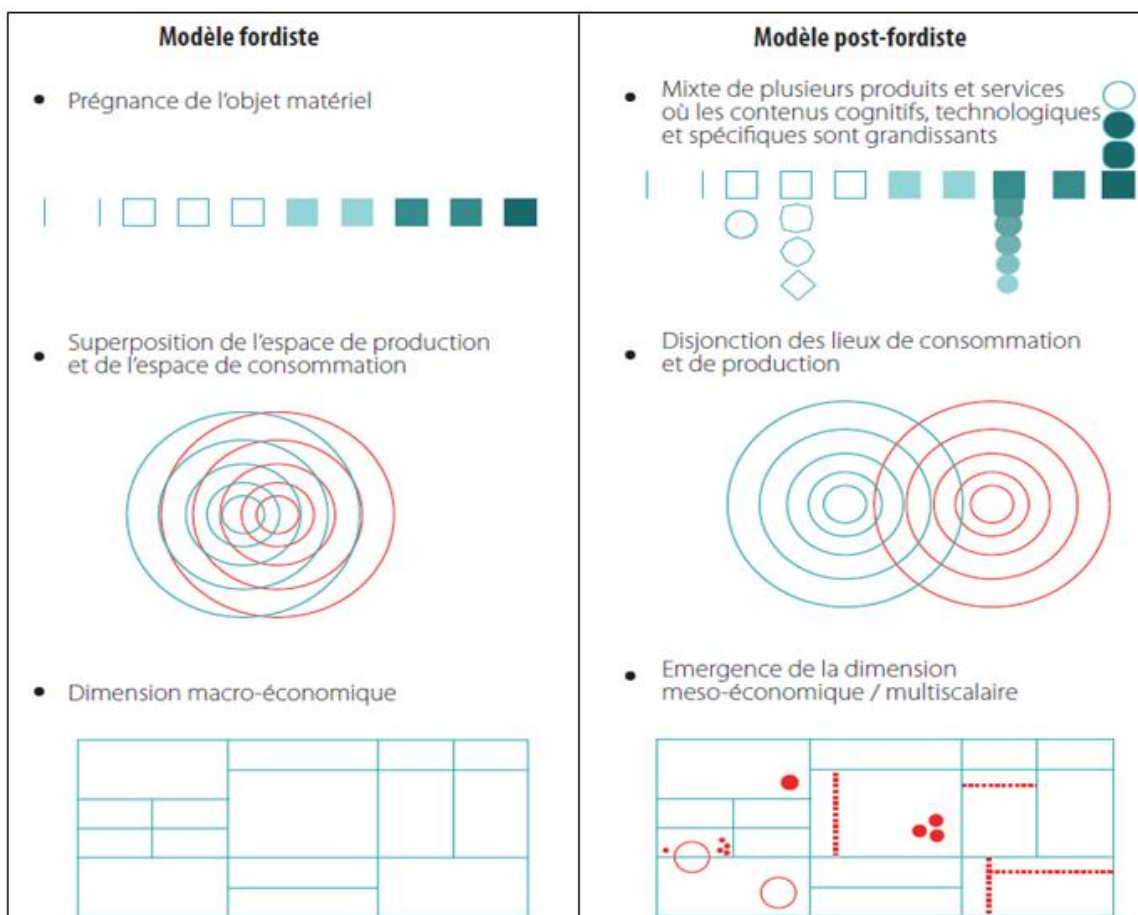 Modèle fordiste
• Prégnance de l'objet matériel
• Superposition de l'espace de production
et de l'espace de consommation
• Dimension macro-économique
Modèle post-fordiste
• Mixte de plusieurs produits et services
où les contenus cognitifs, technologiques
et spécifiques sont grandissants
• Disjonction des lieux de consommation
et de production
• Emergence de la dimension
meso-économique / multiscalaire